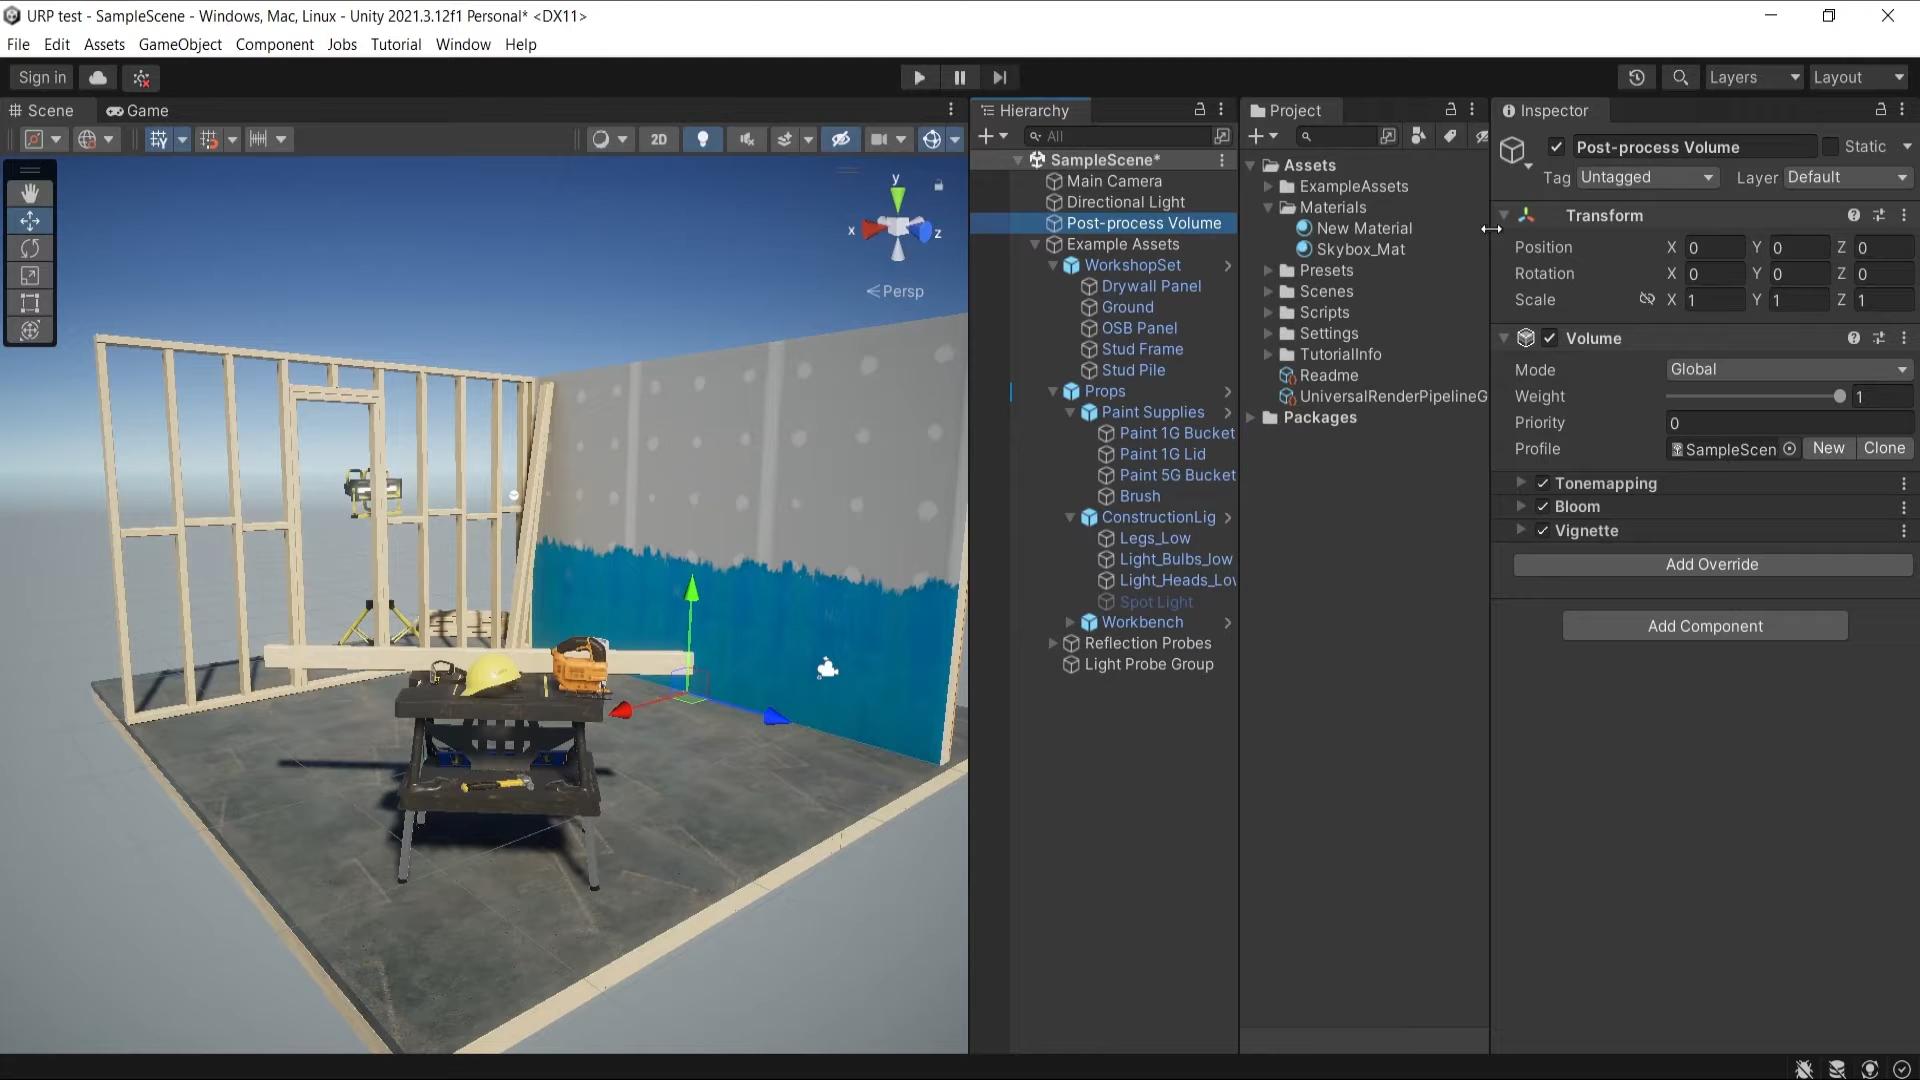 URP test - SampleScene - Windows, Mac, Linux - Unity 2021.3.12f1 Personal* <DX11>
File Edit Assets GameObject Component Jobs Tutorial Window Help
Sign in
Layers
Layout
Scene
Game
2D
y
x
z
Persp
Hierarchy
All
SampleScene*
Main Camera
Directional Light
Post-process Volume
Example Assets
WorkshopSet
Drywall Panel
Ground
OSB Panel
Stud Frame
Stud Pile
Props
Paint Supplies
Paint 1G Bucket
Paint 1G Lid
Paint 5G Bucket
Brush
ConstructionLig
Legs_Low
Light_Bulbs_low
Light_Heads_Lov
Spot Light
Workbench
Reflection Probes
Light Probe Group
Project
Assets
ExampleAssets
Materials
New Material
Skybox_Mat
Presets
Scenes
Scripts
Settings
TutorialInfo
Readme
UniversalRenderPipelineG
Packages
Inspector
Post-process Volume
Static
Tag Untagged Layer Default
Transform
Position X 0 Y 0 Z 0
Rotation X 0 Y 0 Z 0
Scale X 1 Y 1 Z 1
Volume
Mode Global
Weight 1
Priority 0
Profile SampleScen New Clone
Tonemapping
Bloom
Vignette
Add Override
Add Component